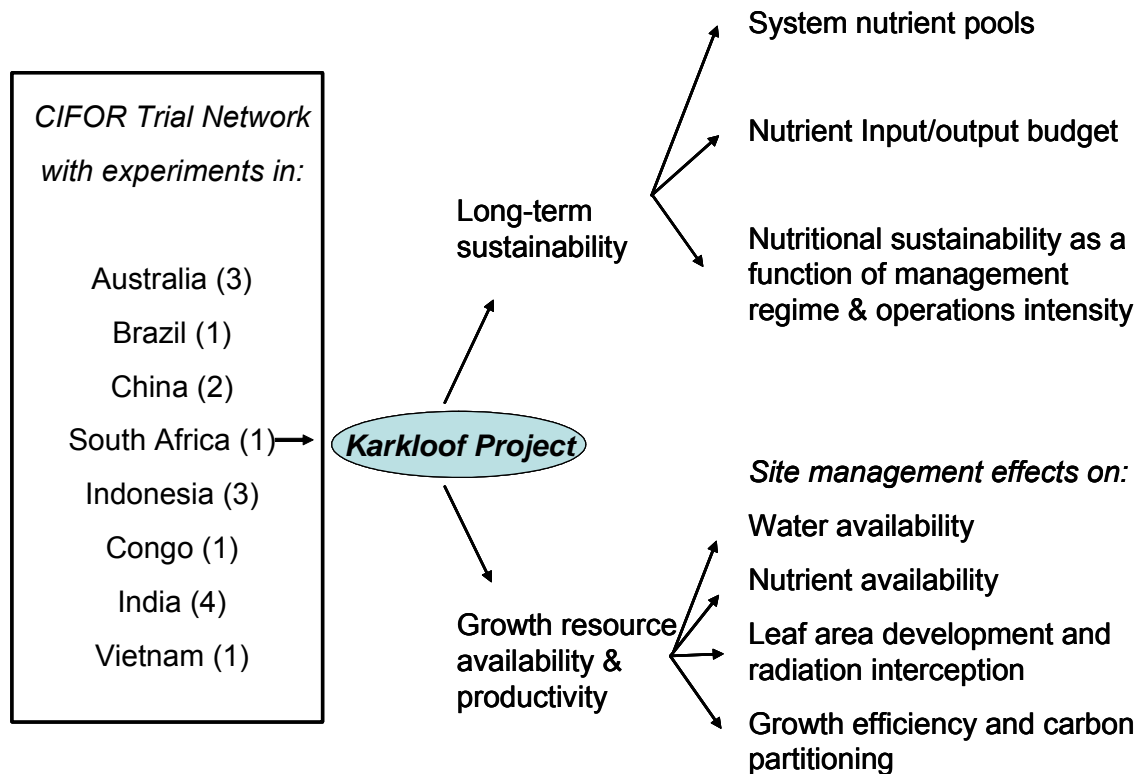 CIFOR Trial Network
with experiments in:
Australia (3)
Brazil (1)
China (2)
South Africa (1)
Indonesia (3)
Congo (1)
India (4)
Vietnam (1)
Karkloof Project
Long-term
sustainability
System nutrient pools
Nutrient Input/output budget
Nutritional sustainability as a
function of management
regime & operations intensity
Growth resource
availability &
productivity
Site management effects on:
Water availability
Nutrient availability
Leaf area development and
radiation interception
Growth efficiency and carbon
partitioning